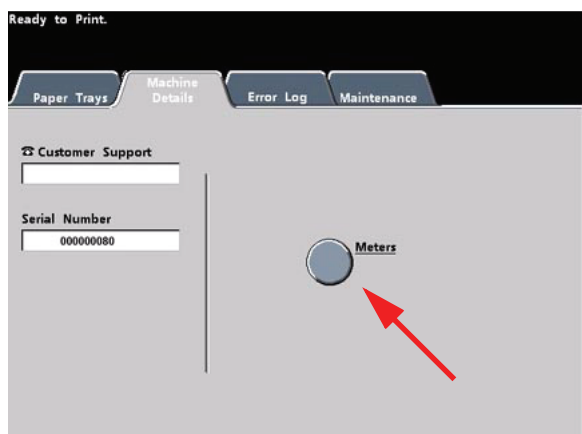 Ready to Print.
Paper Trays
Machine
Details
Error Log
Maintenance
☎ Customer Support
Serial Number
000000080
Meters